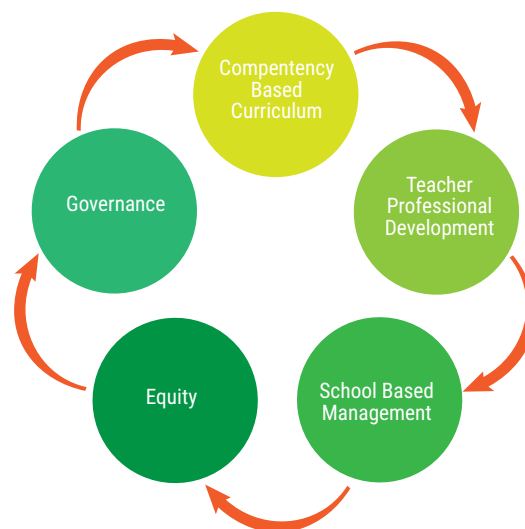 Compentency
Based
Curriculum
Teacher
Professional
Development
School Based
Management
Equity
Governance